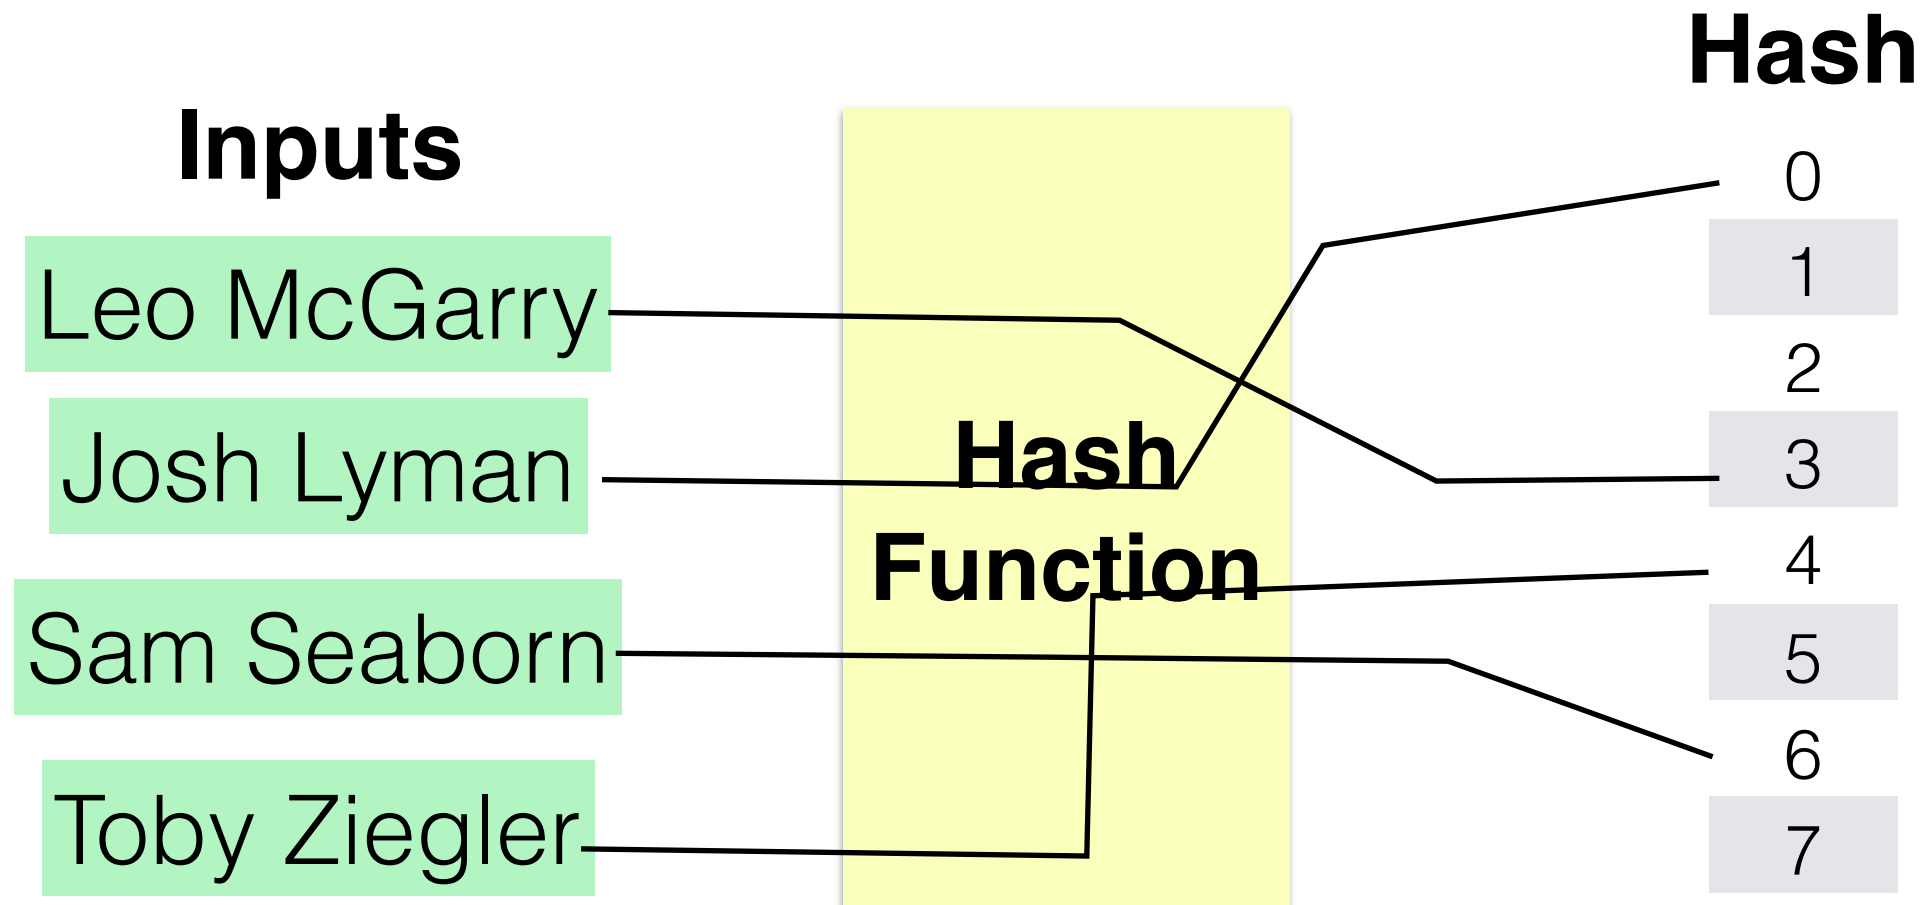 Inputs
Leo McGarry
Josh Lyman
Sam Seaborn
Toby Ziegler
Hash
Function
Hash
0
1
2
3
4
5
6
7